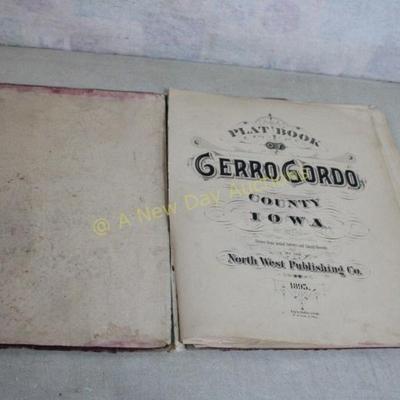 PLAT BOOK
OF
CERRO GORDO
COUNTY
IOWA
@ A New Day Auctions
North West Publishing Co.
1895.